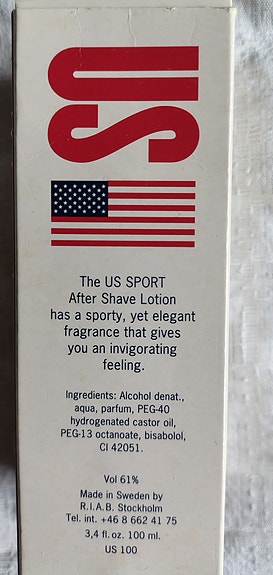 US
The US SPORT
After Shave Lotion
has a sporty, yet elegant
fragrance that gives
you an invigorating
feeling.
Ingredients: Alcohol denat.,
aqua, parfum, PEG-40
hydrogenated castor oil,
PEG-13 octanoate, bisabolol,
CI 42051.
Vol 61%
Made in Sweden by
R.I.A.B. Stockholm
Tel. int. +46 8 662 41 75
3,4 fl.oz. 100 ml.
US 100